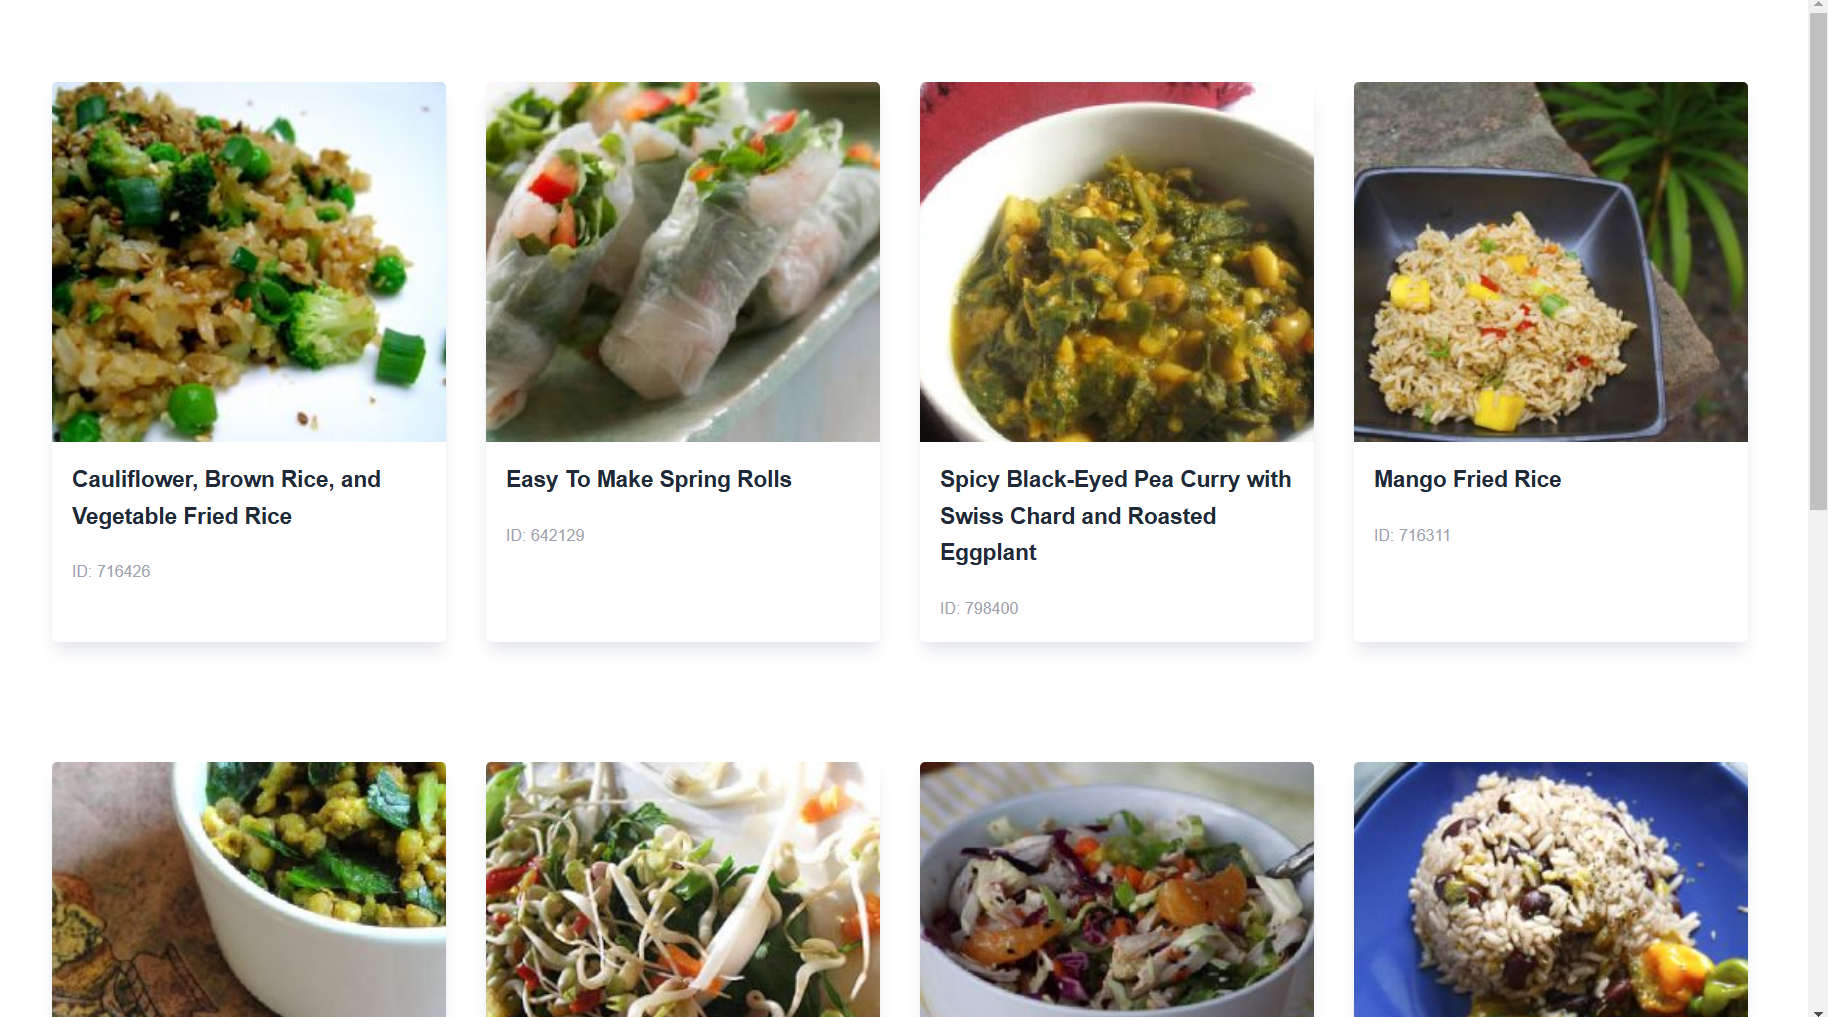 Cauliflower, Brown Rice, and
Vegetable Fried Rice
ID: 716426
Easy To Make Spring Rolls
ID: 642129
Spicy Black-Eyed Pea Curry with
Swiss Chard and Roasted
Eggplant
ID: 798400
Mango Fried Rice
ID: 716311